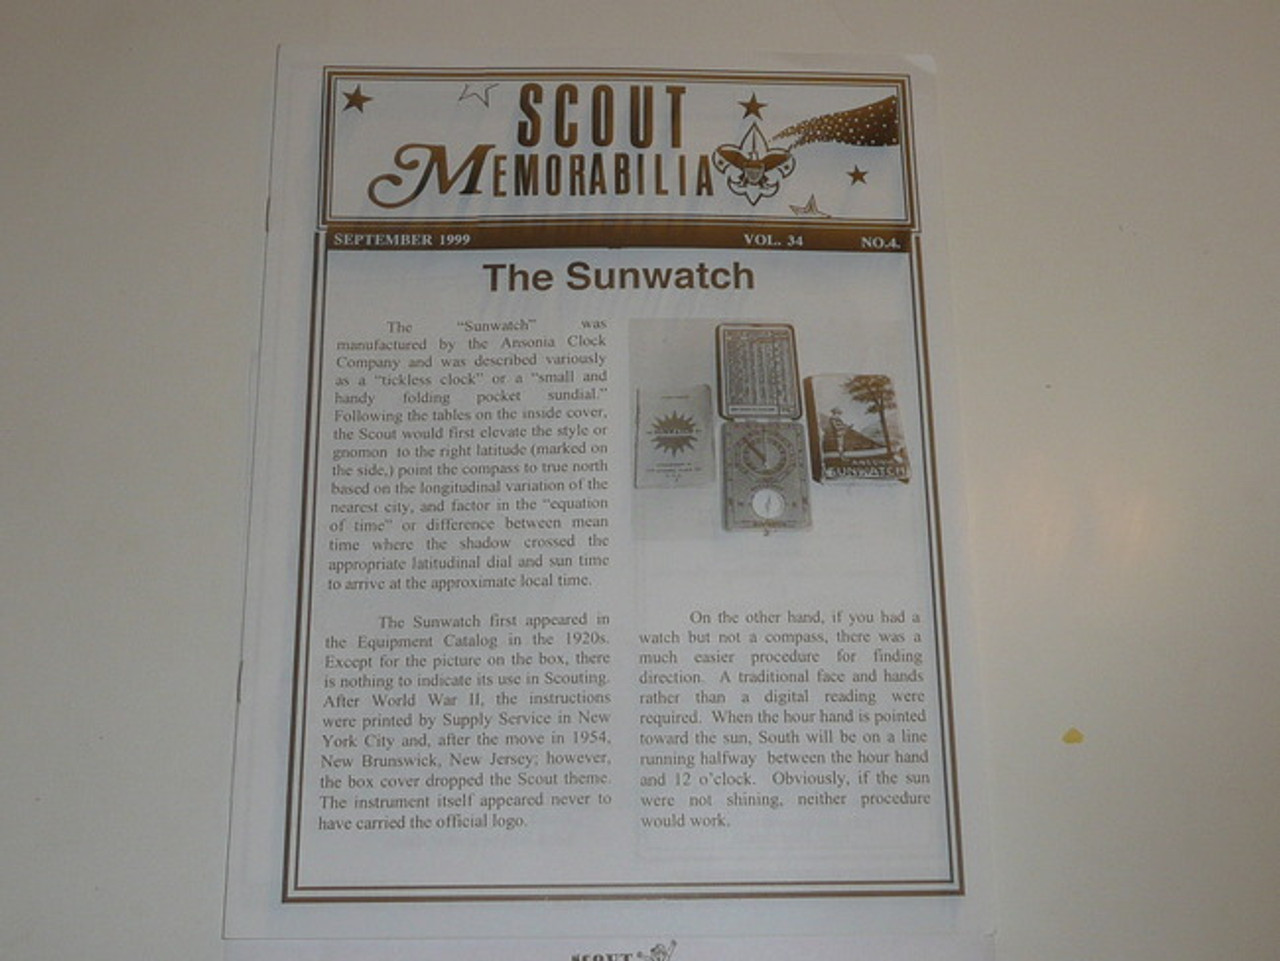 SCOUT
MEMORABILIA
SEPTEMBER 1999 VOL. 34 NO.4.
The Sunwatch
The "Sunwatch" was
manufactured by the Ansonia Clock
Company and was described variously
as a "tickless clock" or a "small and
handy folding pocket sundial."
Following the tables on the inside cover,
the Scout would first elevate the style or
gnomon to the right latitude (marked on
the side,) point the compass to true north
based on the longitudinal variation of the
nearest city, and factor in the "equation
of time" or difference between mean
time where the shadow crossed the
appropriate latitudinal dial and sun time
to arrive at the approximate local time.
The Sunwatch first appeared in
the Equipment Catalog in the 1920s.
Except for the picture on the box, there
is nothing to indicate its use in Scouting.
After World War II, the instructions
were printed by Supply Service in New
York City and, after the move in 1954,
New Brunswick, New Jersey; however,
the box cover dropped the Scout theme.
The instrument itself appeared never to
have carried the official logo.
ANSONIA
SUNWATCH
On the other hand, if you had a
watch but not a compass, there was a
much easier procedure for finding
direction. A traditional face and hands
rather than a digital reading were
required. When the hour hand is pointed
toward the sun, South will be on a line
running halfway between the hour hand
and 12 o'clock. Obviously, if the sun
were not shining, neither procedure
would work.
SCOUT